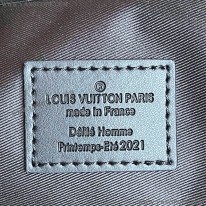 LOUIS VUITTON PARIS
made in France
Défilé Homme
Printemps-Eté 2021